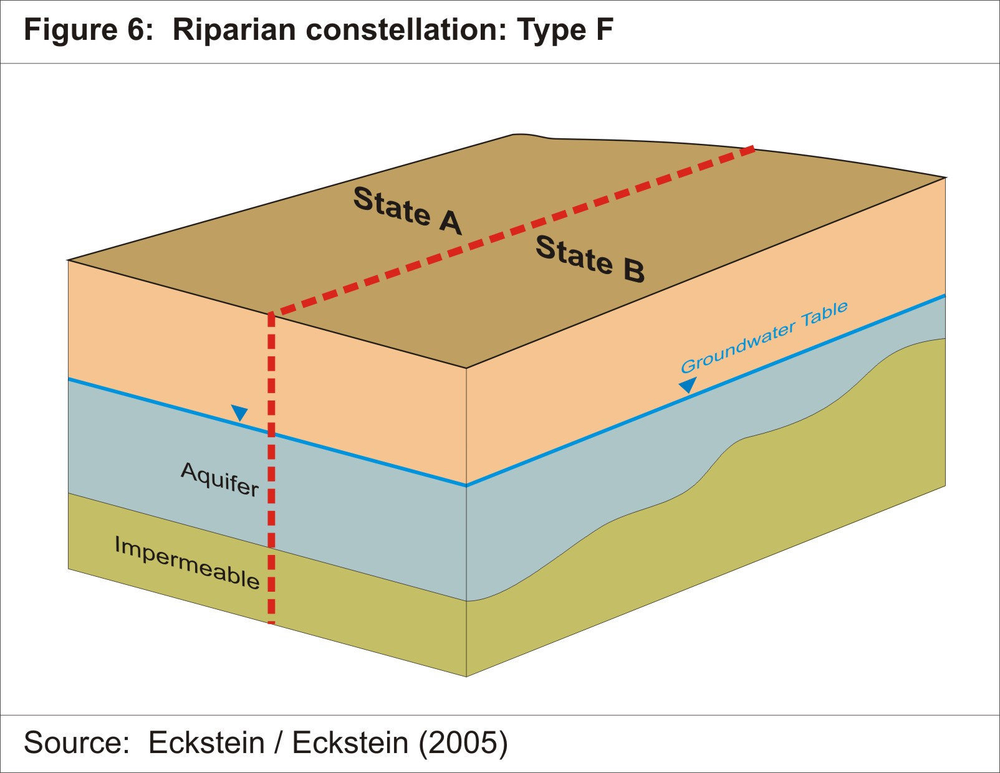 Figure 6:  Riparian constellation: Type F
State A
State B
Groundwater Table
Aquifer
Impermeable
Source:  Eckstein / Eckstein (2005)